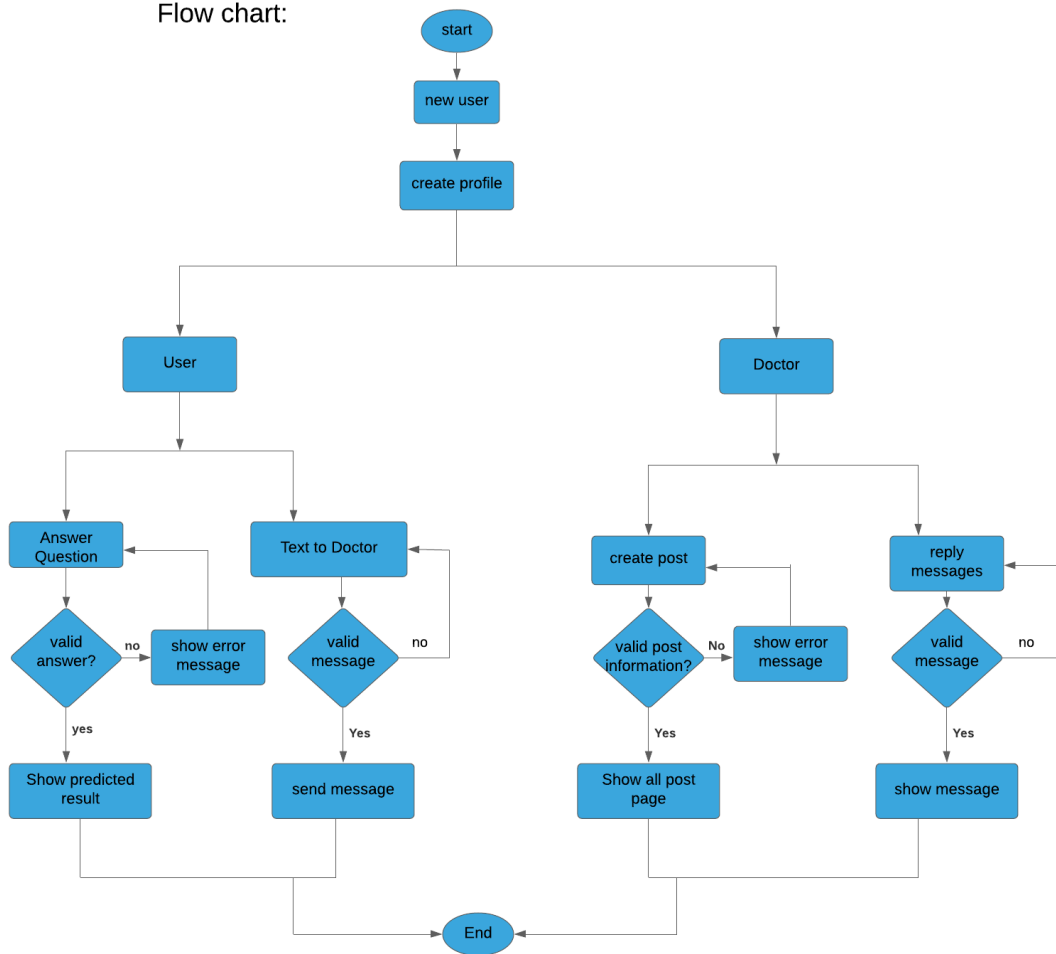 Flow chart:
start
new user
create profile
User
Doctor
Answer
Question
Text to Doctor
create post
reply
messages
valid
answer?
no
show error
message
valid
message
no
valid post
information?
No
show error
message
valid
message
no
yes
Yes
Yes
Yes
Show predicted
result
send message
Show all post
page
show message
End